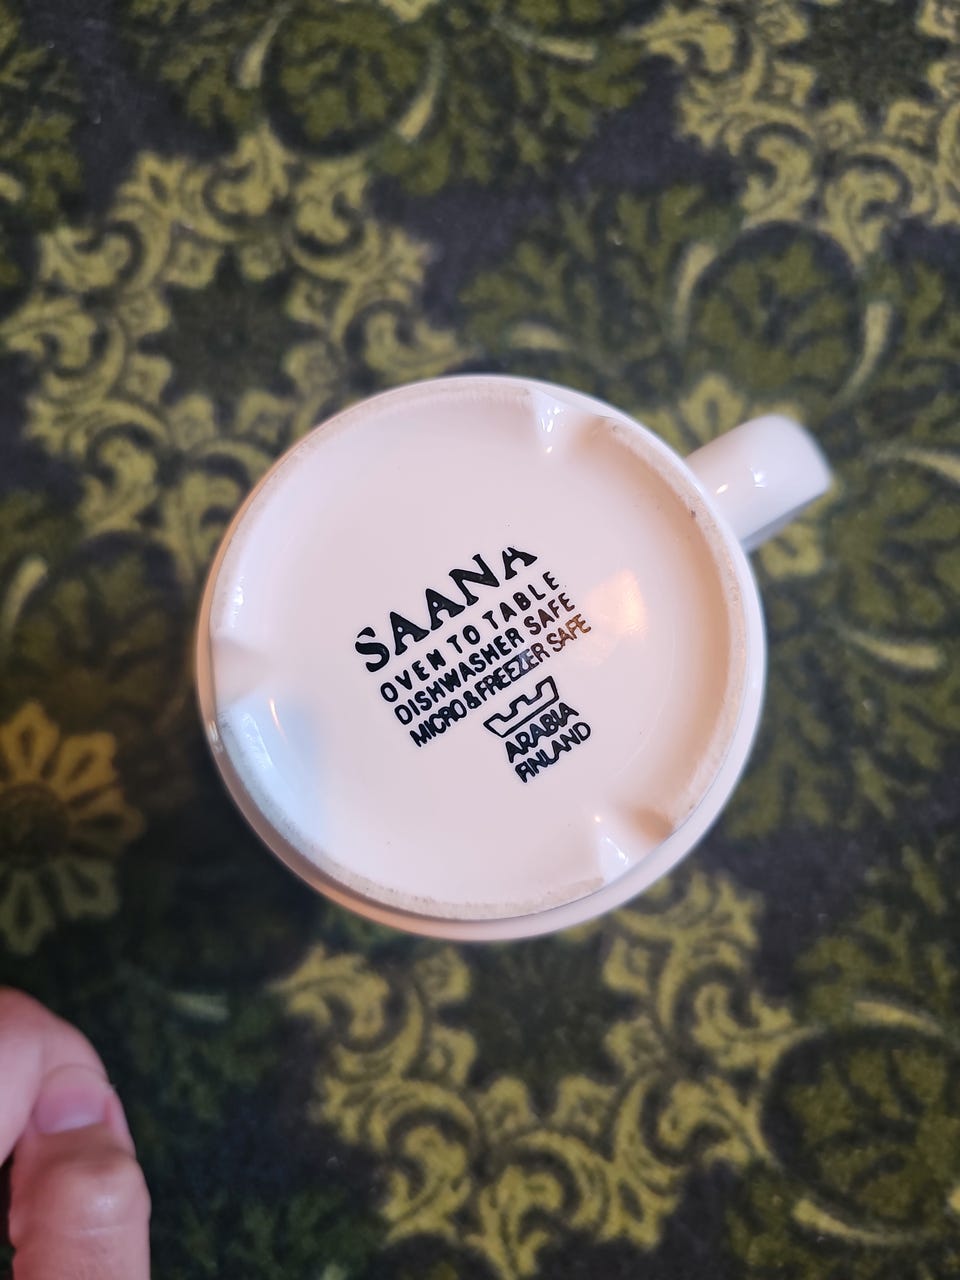 SAANA
OVEN TO TABLE
DISHWASHER SAFE
MICRO & FREEZER SAFE
ARABIA
FINLAND